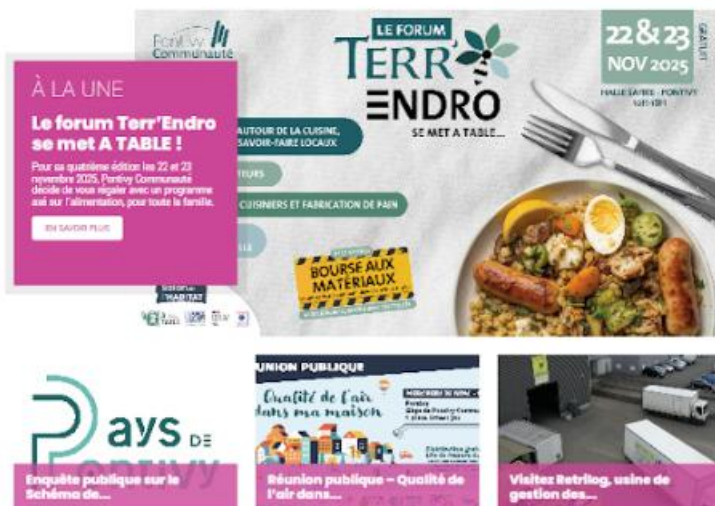 Pontivy
Communauté
LE FORUM
TERR'
ENDRO
SE MET A TABLE...
22 & 23
NOV 2025
GRATUIT
HALLE SAFIRE - PONTIVY
À LA UNE
Le forum Terr'Endro
se met A TABLE !
Pour sa quatrième édition les 22 et 23
novembre 2025, Pontivy Communauté
décide de vous régaler avec un programme
axé sur l'alimentation, pour toute la famille.
EN SAVOIR PLUS
AUTOUR DE LA CUISINE,
SAVOIR-FAIRE LOCAUX
CUISINIERS ET FABRICATION DE PAIN
BOURSE AUX
MATÉRIAUX
HABITAT
Pays DE
Pontivy
Enquête publique sur le
Schéma de...
UNION PUBLIQUE
Qualité de l'air
dans ma maison
Réunion publique – Qualité de
l'air dans...
Visitez Retrilog, usine de
gestion des...